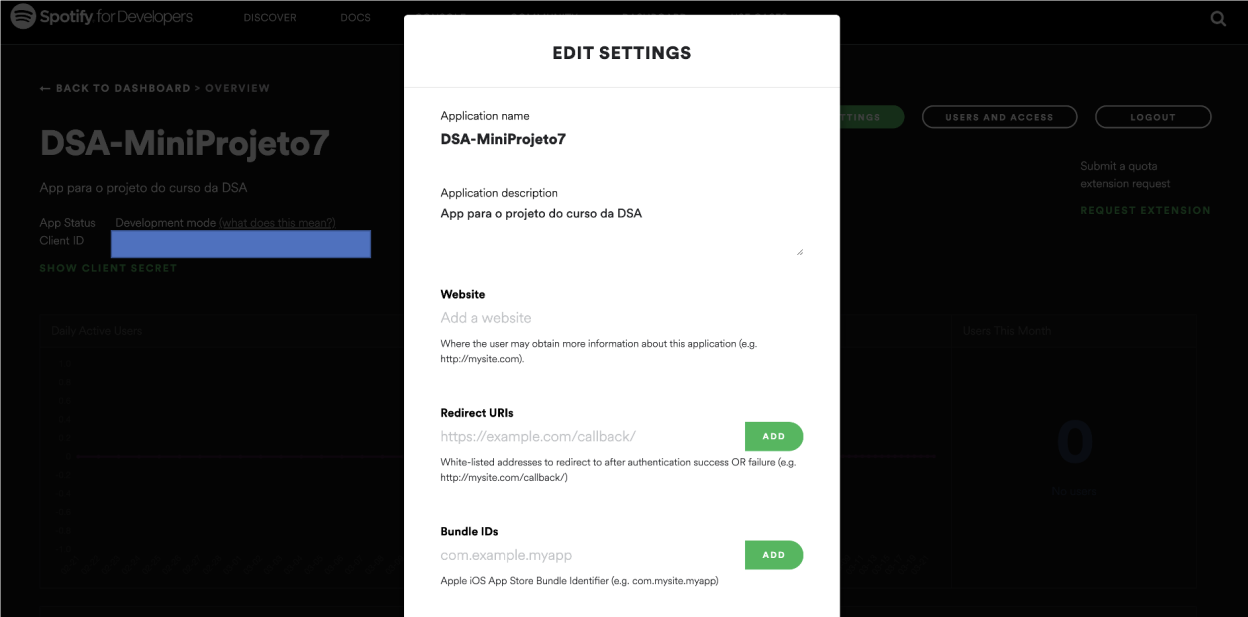 Spotify for Developers
DISCOVER
DOCS
← BACK TO DASHBOARD > OVERVIEW
DSA-MiniProjeto7
App para o projeto do curso da DSA
App Status Development mode (what does this mean?)
Client ID
SHOW CLIENT SECRET
Daily Active Users
EDIT SETTINGS
Application name
DSA-MiniProjeto7
Application description
App para o projeto do curso da DSA
Website
Add a website
Where the user may obtain more information about this application (e.g.
http://mysite.com).
Redirect URIs
https://example.com/callback/
ADD
White-listed addresses to redirect to after authentication success OR failure (e.g.
http://mysite.com/callback/)
Bundle IDs
com.example.myapp
ADD
Apple iOS App Store Bundle Identifier (e.g. com.mysite.myapp)
USERS AND ACCESS
LOGOUT
Submit a quota
extension request
REQUEST EXTENSION
Users This Month
0